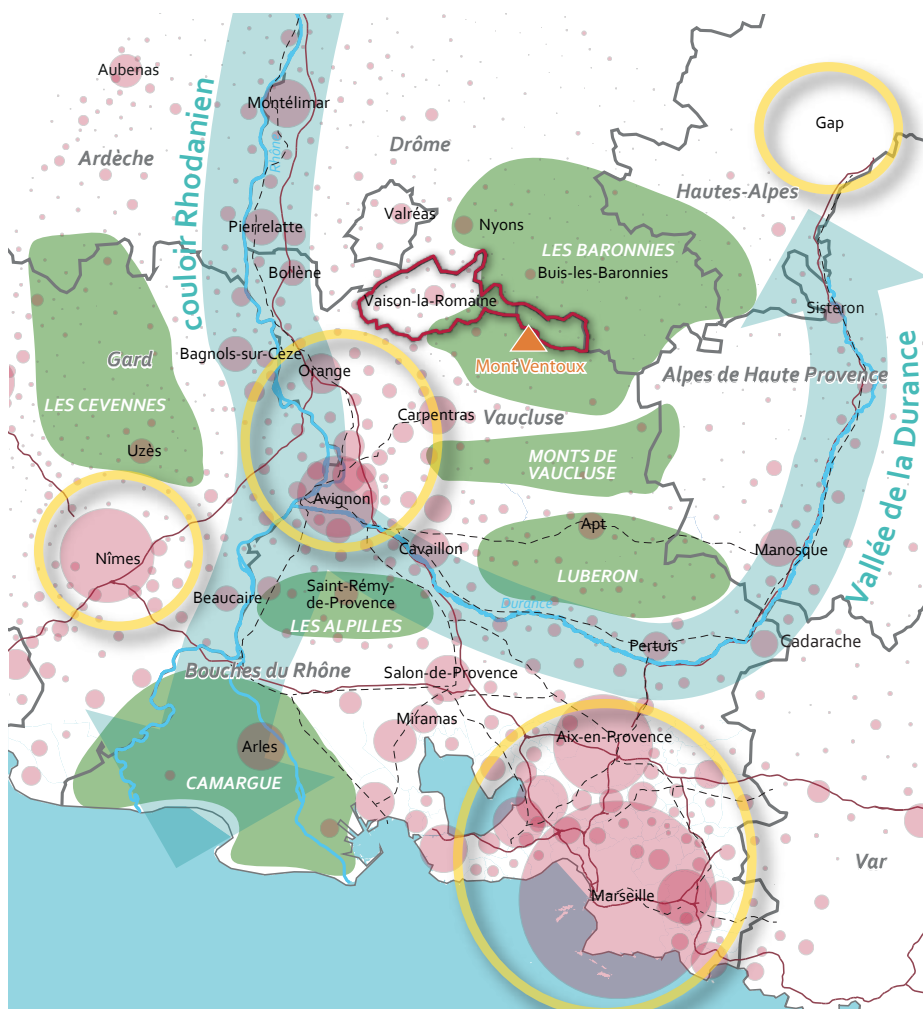 Aubenas
Montélimar
Gap
couloir Rhodanien
Rhône
Ardèche
Drôme
Hautes-Alpes
Valréas
Nyons
Pierrelatte
LES BARONNIES
Bollène
Buis-les-Baronnies
Vaison-la-Romaine
Sisteron
Bagnols-sur-Cèze
Gard
Orange
Mont Ventoux
Alpes de Haute Provence
LES CEVENNES
Carpentras
Vaucluse
Uzès
MONTS DE
VAUCLUSE
Avignon
Apt
Vallée de la Durance
Nîmes
Cavaillon
Manosque
LUBERON
Beaucaire
Saint-Rémy-
de-Provence
Durance
LES ALPILLES
Pertuis
Cadarache
Bouches du Rhône
Salon-de-Provence
Miramas
Arles
Aix-en-Provence
CAMARGUE
Var
Marseille